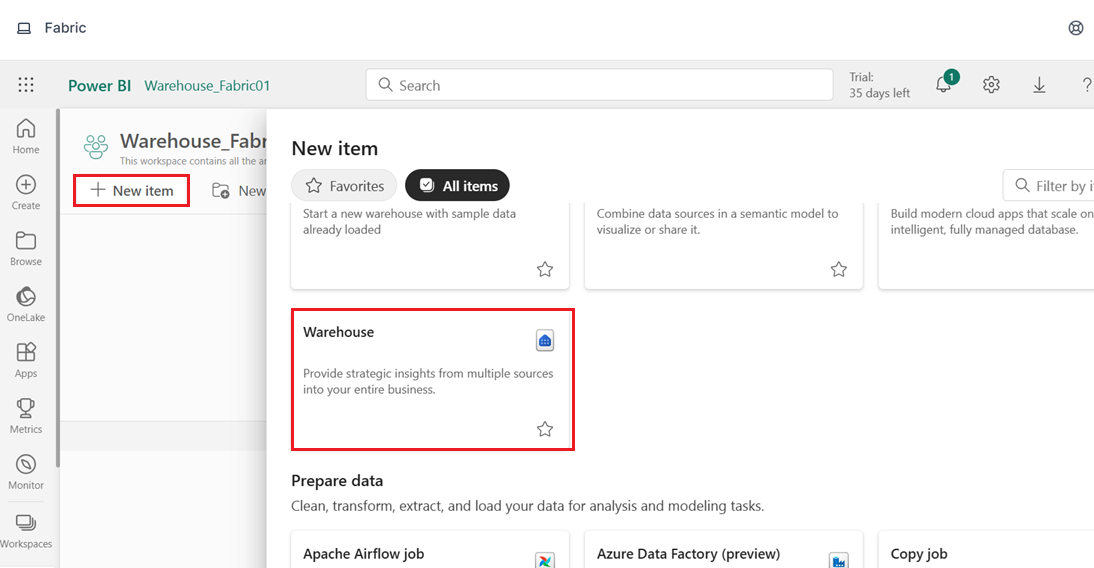 Fabric
Power BI
Warehouse_Fabric01
Search
Trial:
35 days left
1
?
Home
Create
Browse
OneLake
Apps
Metrics
Monitor
Workspaces
Warehouse_Fabr
This workspace contains all the ar
New item
New
New item
Favorites
All items
Filter by i
Start a new warehouse with sample data
already loaded
Combine data sources in a semantic model to
visualize or share it.
Build modern cloud apps that scale on
intelligent, fully managed database.
Warehouse
Provide strategic insights from multiple sources
into your entire business.
Prepare data
Clean, transform, extract, and load your data for analysis and modeling tasks.
Apache Airflow job
Azure Data Factory (preview)
Copy job